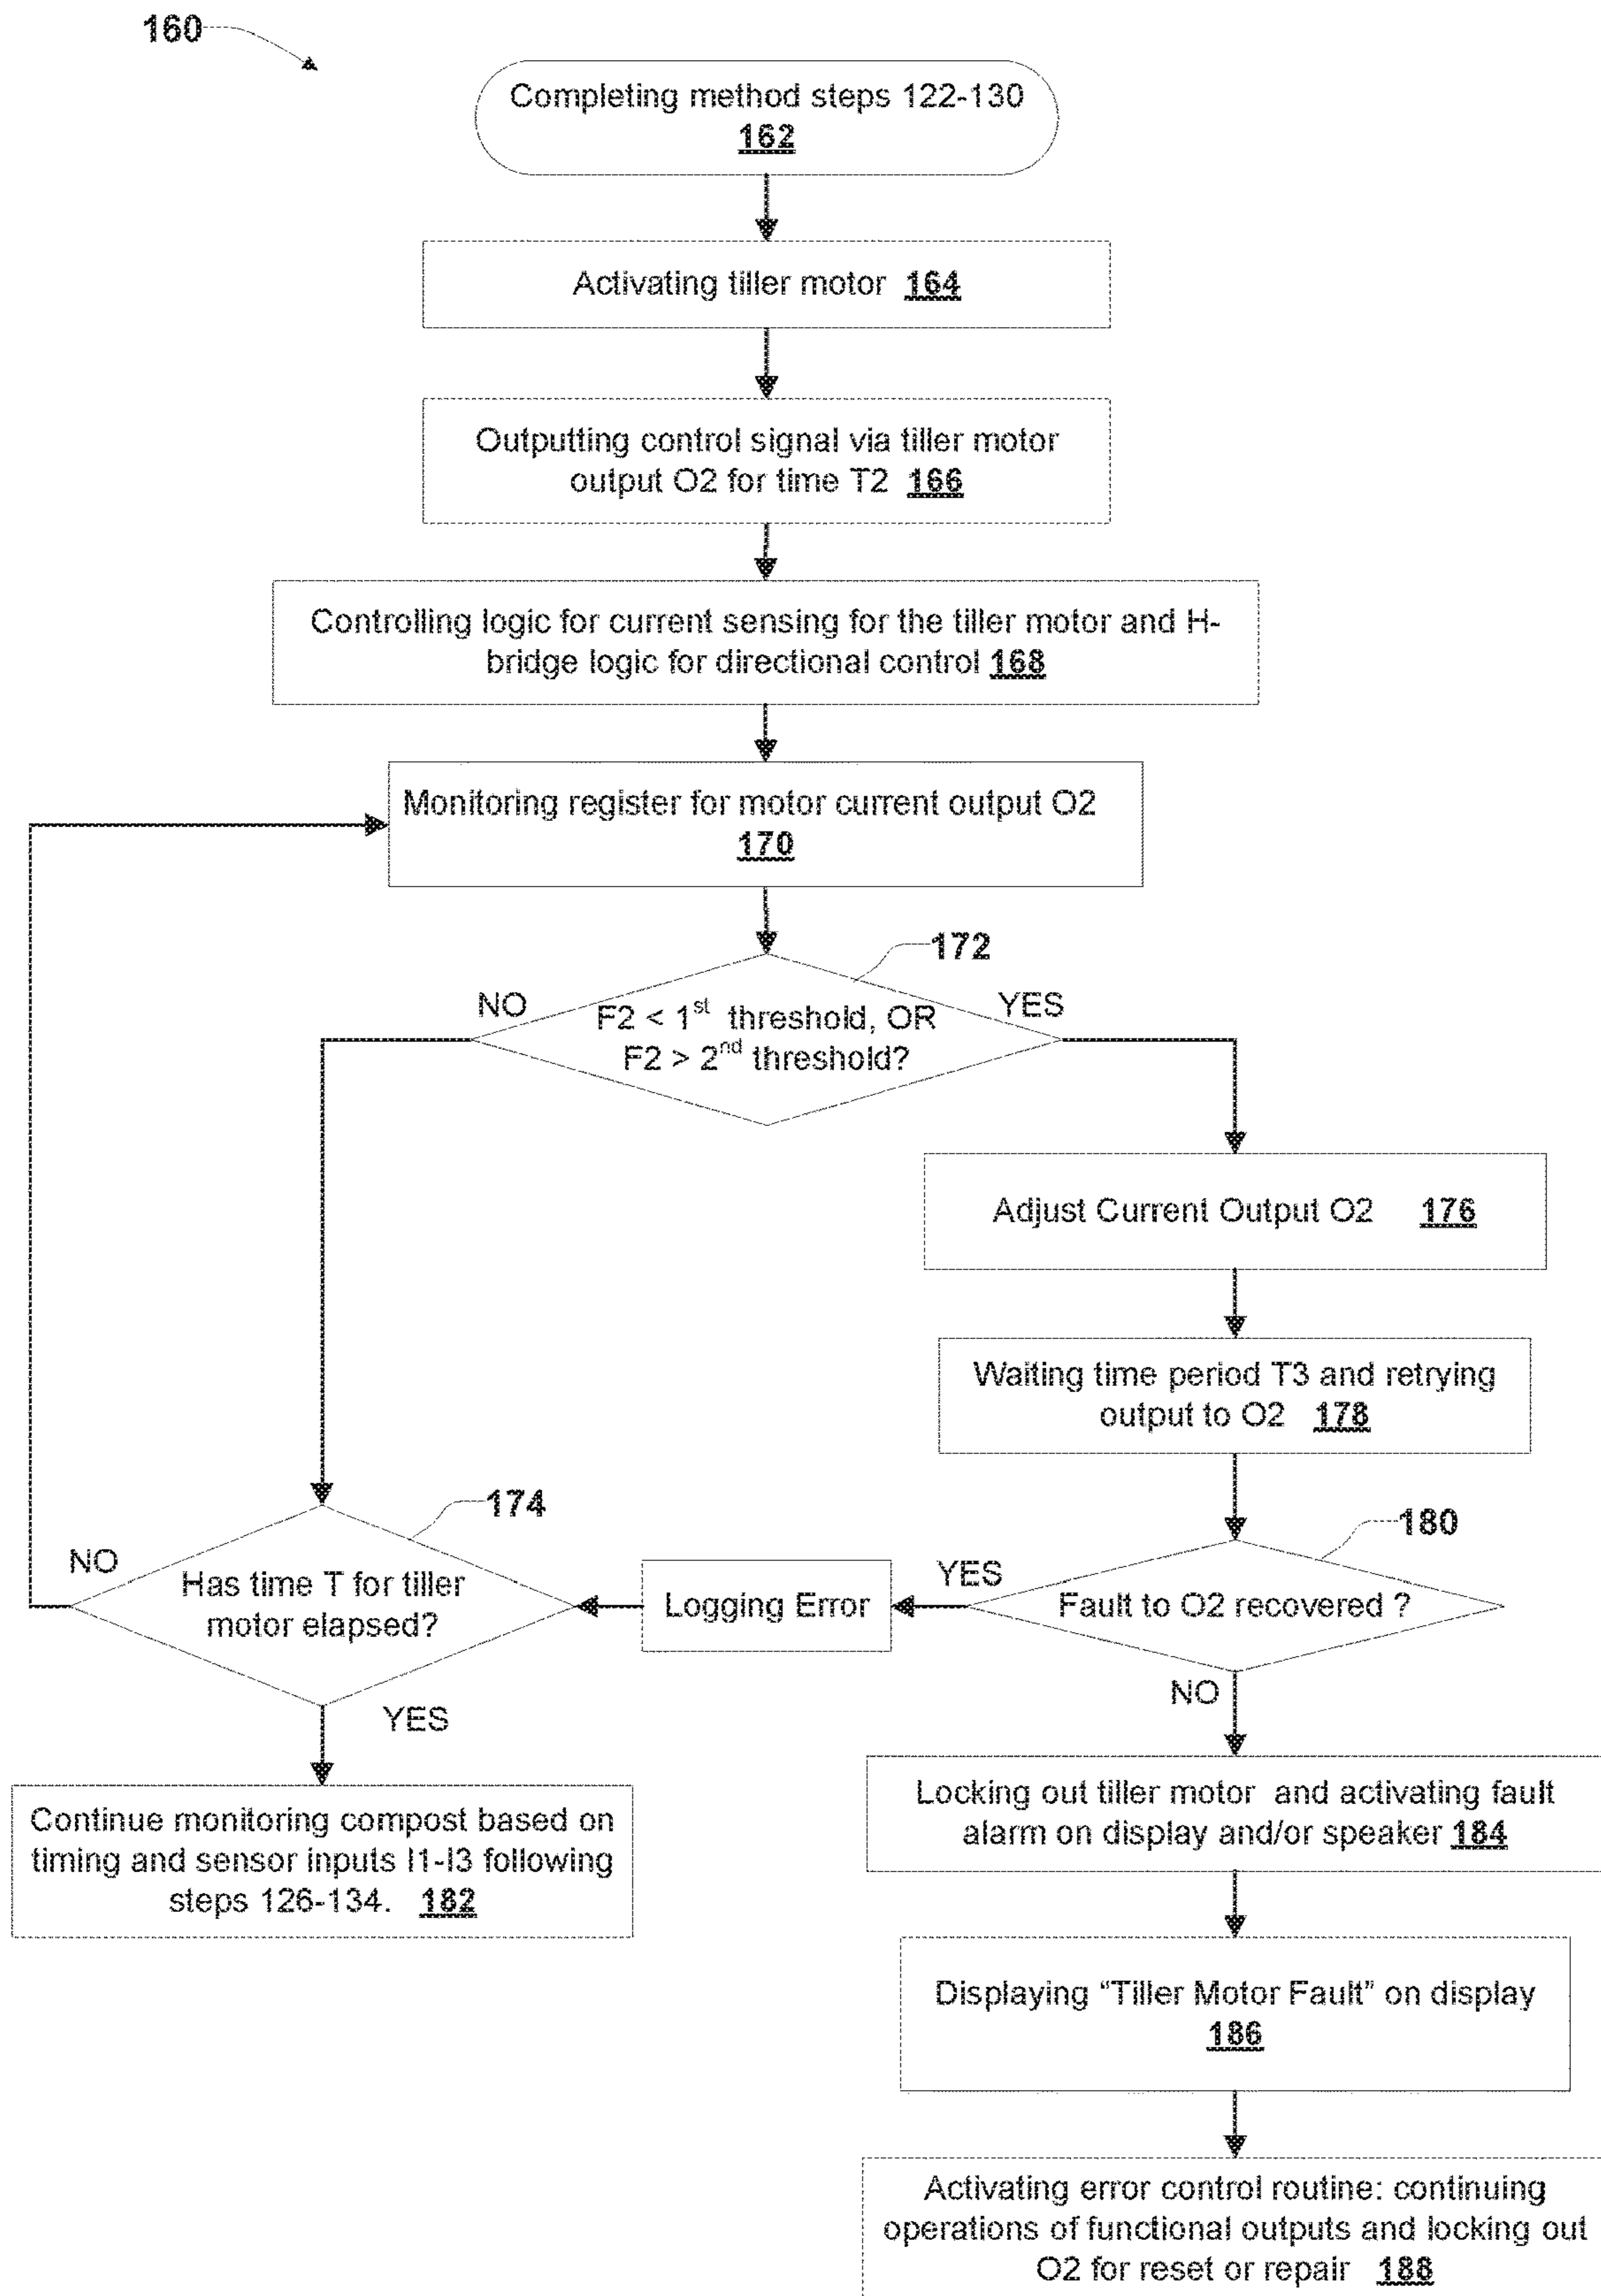 160
Completing method steps 122-130
162
Activating tiller motor 164
Outputting control signal via tiller motor
output O2 for time T2 166
Controlling logic for current sensing for the tiller motor and H-
bridge logic for directional control 168
Monitoring register for motor current output O2
170
172
NO
YES
F2 < 1st threshold, OR
F2 > 2nd threshold?
Adjust Current Output O2 176
Waiting time period T3 and retrying
output to O2 178
174
180
NO
Has time T for tiller
motor elapsed?
Logging Error
YES
Fault to O2 recovered ?
YES
NO
Continue monitoring compost based on
timing and sensor inputs I1-I3 following
steps 126-134. 182
Locking out tiller motor and activating fault
alarm on display and/or speaker 184
Displaying “Tiller Motor Fault” on display
186
Activating error control routine: continuing
operations of functional outputs and locking out
O2 for reset or repair 188